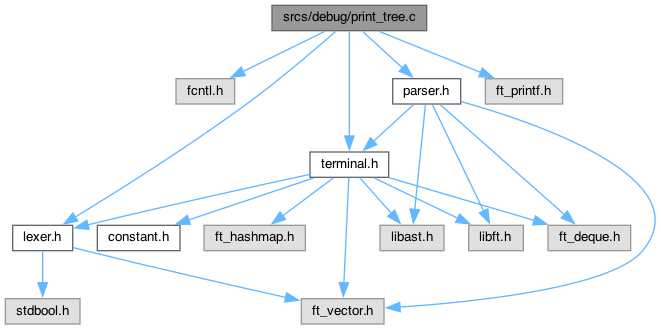 srcs/debug/print_tree.c
fcntl.h
parser.h
ft_printf.h
terminal.h
lexer.h
constant.h
ft_hashmap.h
libast.h
libft.h
ft_deque.h
stdbool.h
ft_vector.h